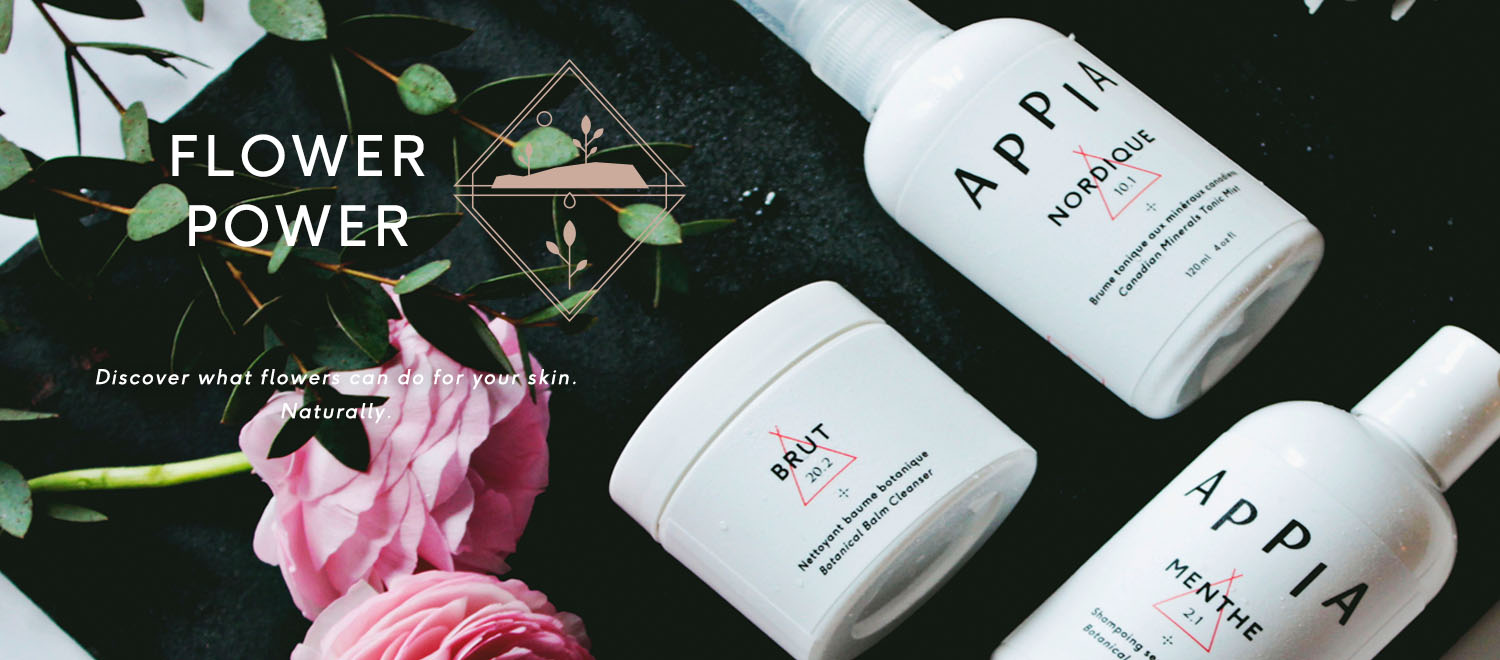 FLOWER
POWER
Discover what flowers can do for your skin.
Naturally.
APPIA
NORDIQUE
10.1
Brume tonique aux minéraux canadiens
Canadian Minerals Tonic Mist
120 ml 4 oz fl
BRUT
20.2
Nettoyant baume botanique
Botanical Balm Cleanser
APPIA
MENTHE
2.1
Shampoing
Botanical